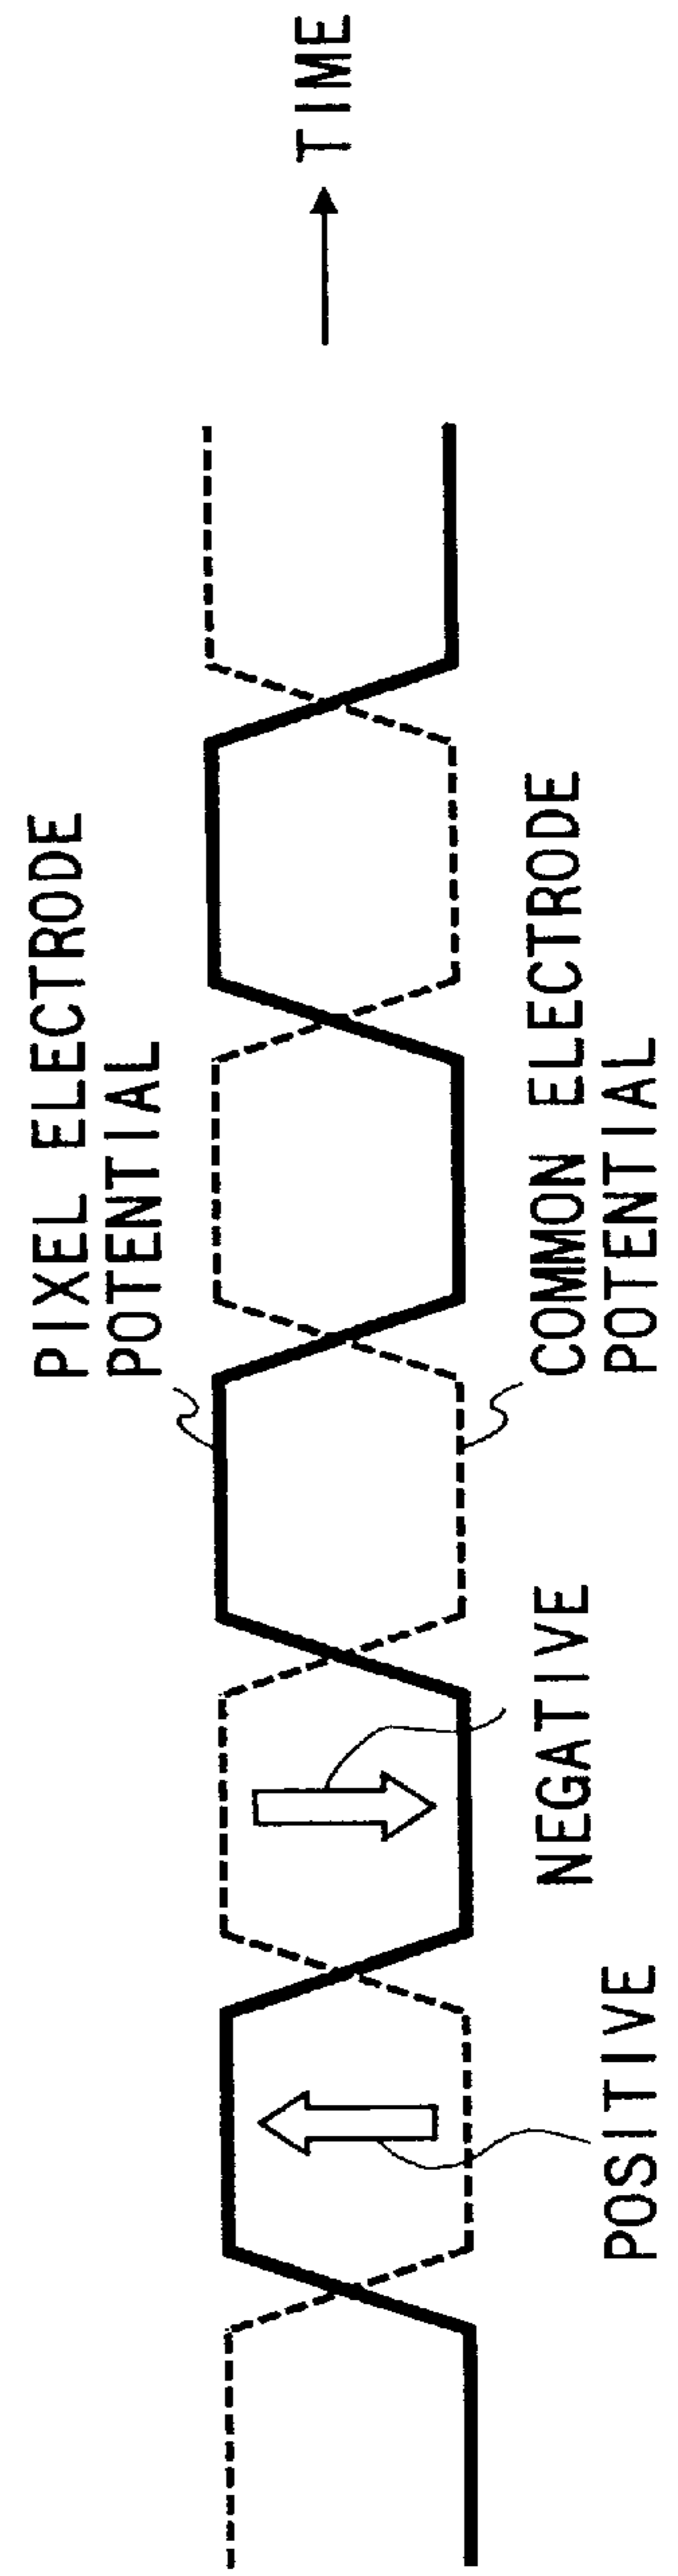 PIXEL ELECTRODE
POTENTIAL
TIME
POSITIVE
NEGATIVE
COMMON ELECTRODE
POTENTIAL